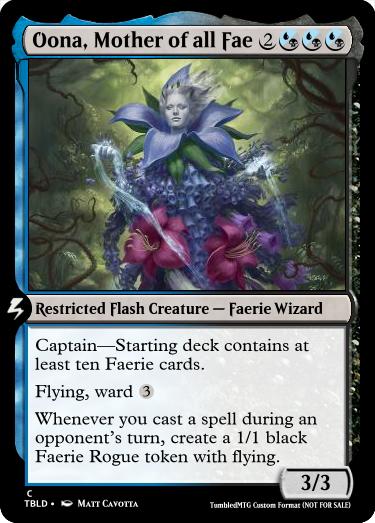 Oona, Mother of all Fae 2
Restricted Flash Creature — Faerie Wizard
Captain—Starting deck contains at
least ten Faerie cards.
Flying, ward 3
Whenever you cast a spell during an
opponent's turn, create a 1/1 black
Faerie Rogue token with flying.
3/3
C
TBLD • Matt Cavotta
TumbledMTG Custom Format (NOT FOR SALE)